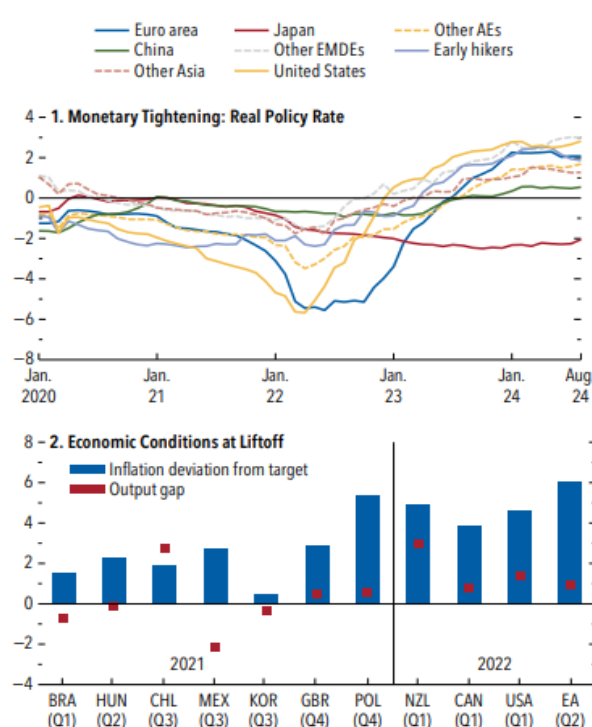 Euro area Japan Other AEs
China Other EMDEs Early hikers
Other Asia United States
4 – 1. Monetary Tightening: Real Policy Rate
2
0
–2
–4
–6
–8
Jan. Jan. Jan. Jan. Jan. Aug.
2020 21 22 23 24 24
8 – 2. Economic Conditions at Liftoff
Inflation deviation from target
6
Output gap
4
2
0
–2
2021 2022
–4
BRA HUN CHL MEX KOR GBR POL NZL CAN USA EA
(Q1) (Q2) (Q3) (Q3) (Q3) (Q4) (Q4) (Q1) (Q1) (Q1) (Q2)